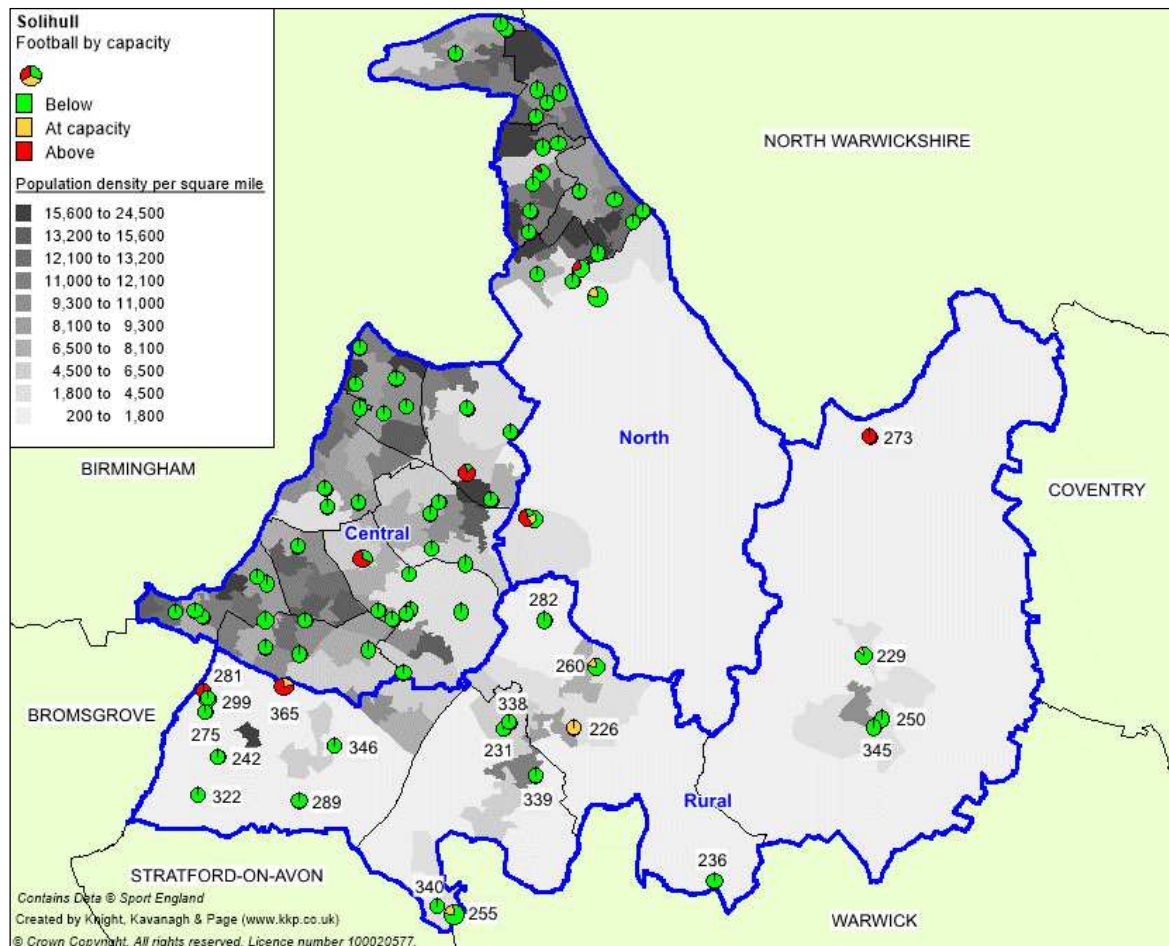 Solihull
Football by capacity
Below
At capacity
Above
Population density per square mile
15,600 to 24,500
13,200 to 15,600
12,100 to 13,200
11,000 to 12,100
9,300 to 11,000
8,100 to 9,300
6,500 to 8,100
4,500 to 6,500
1,800 to 4,500
200 to 1,800
NORTH WARWICKSHIRE
North
273
BIRMINGHAM
COVENTRY
Central
282
229
260
281
338
BROMSGROVE
299
365
226
250
275
231
346
345
242
339
Rural
322
289
236
STRATFORD-ON-AVON
340
255
WARWICK
Contains Data © Sport England
Created by Knight, Kavanagh & Page (www.kkp.co.uk)
© Crown Copyright. All rights reserved. Licence number 100020577.